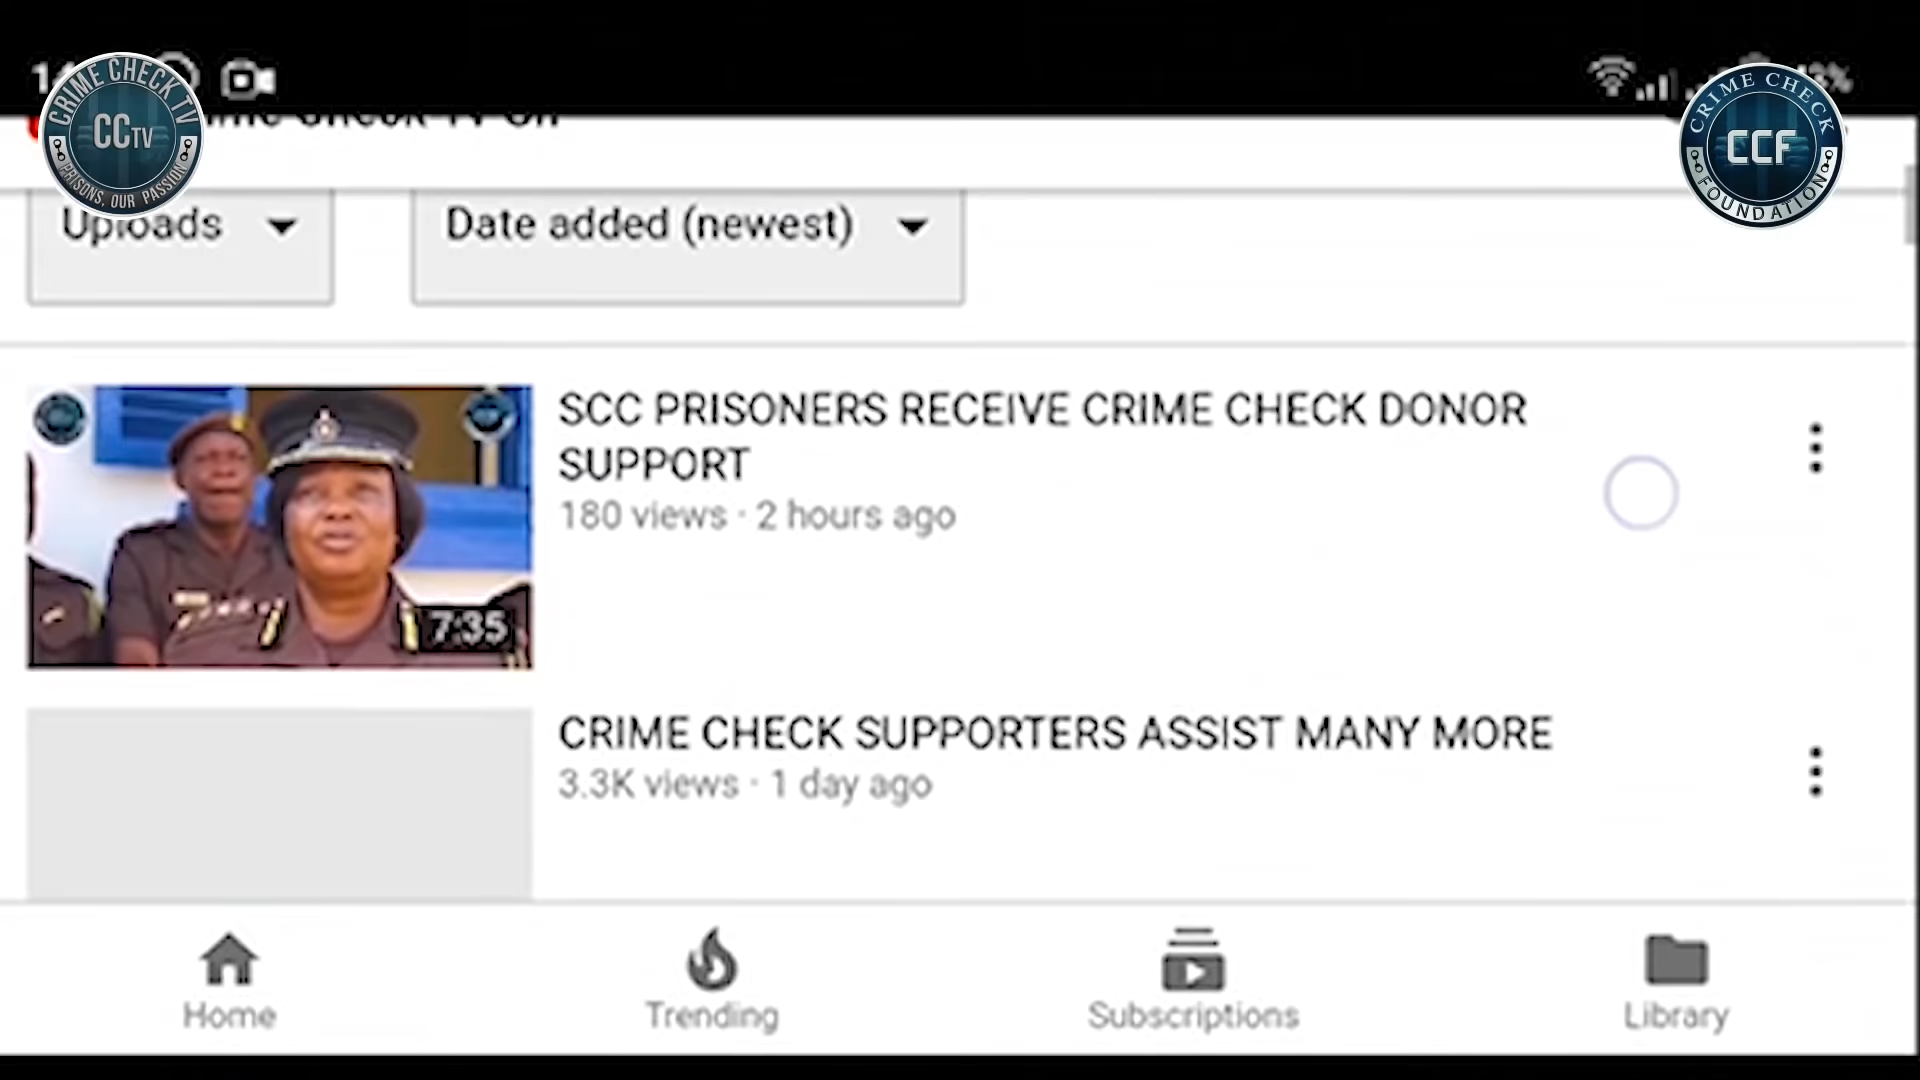 CRIME CHECK TV
CCTV
PRISONS, OUR PASSION
CRIME CHECK
CCF
FOUNDATION
Uploads
Date added (newest)
SCC PRISONERS RECEIVE CRIME CHECK DONOR
SUPPORT
180 views · 2 hours ago
7:35
CRIME CHECK SUPPORTERS ASSIST MANY MORE
3.3K views · 1 day ago
Home
Trending
Subscriptions
Library